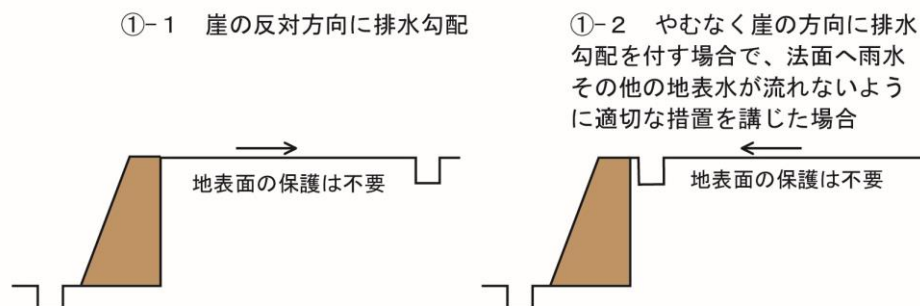 ①-1　崖の反対方向に排水勾配
地表面の保護は不要
①-2　やむなく崖の方向に排水
勾配を付す場合で、法面へ雨水
その他の地表水が流れないよう
に適切な措置を講じた場合
地表面の保護は不要